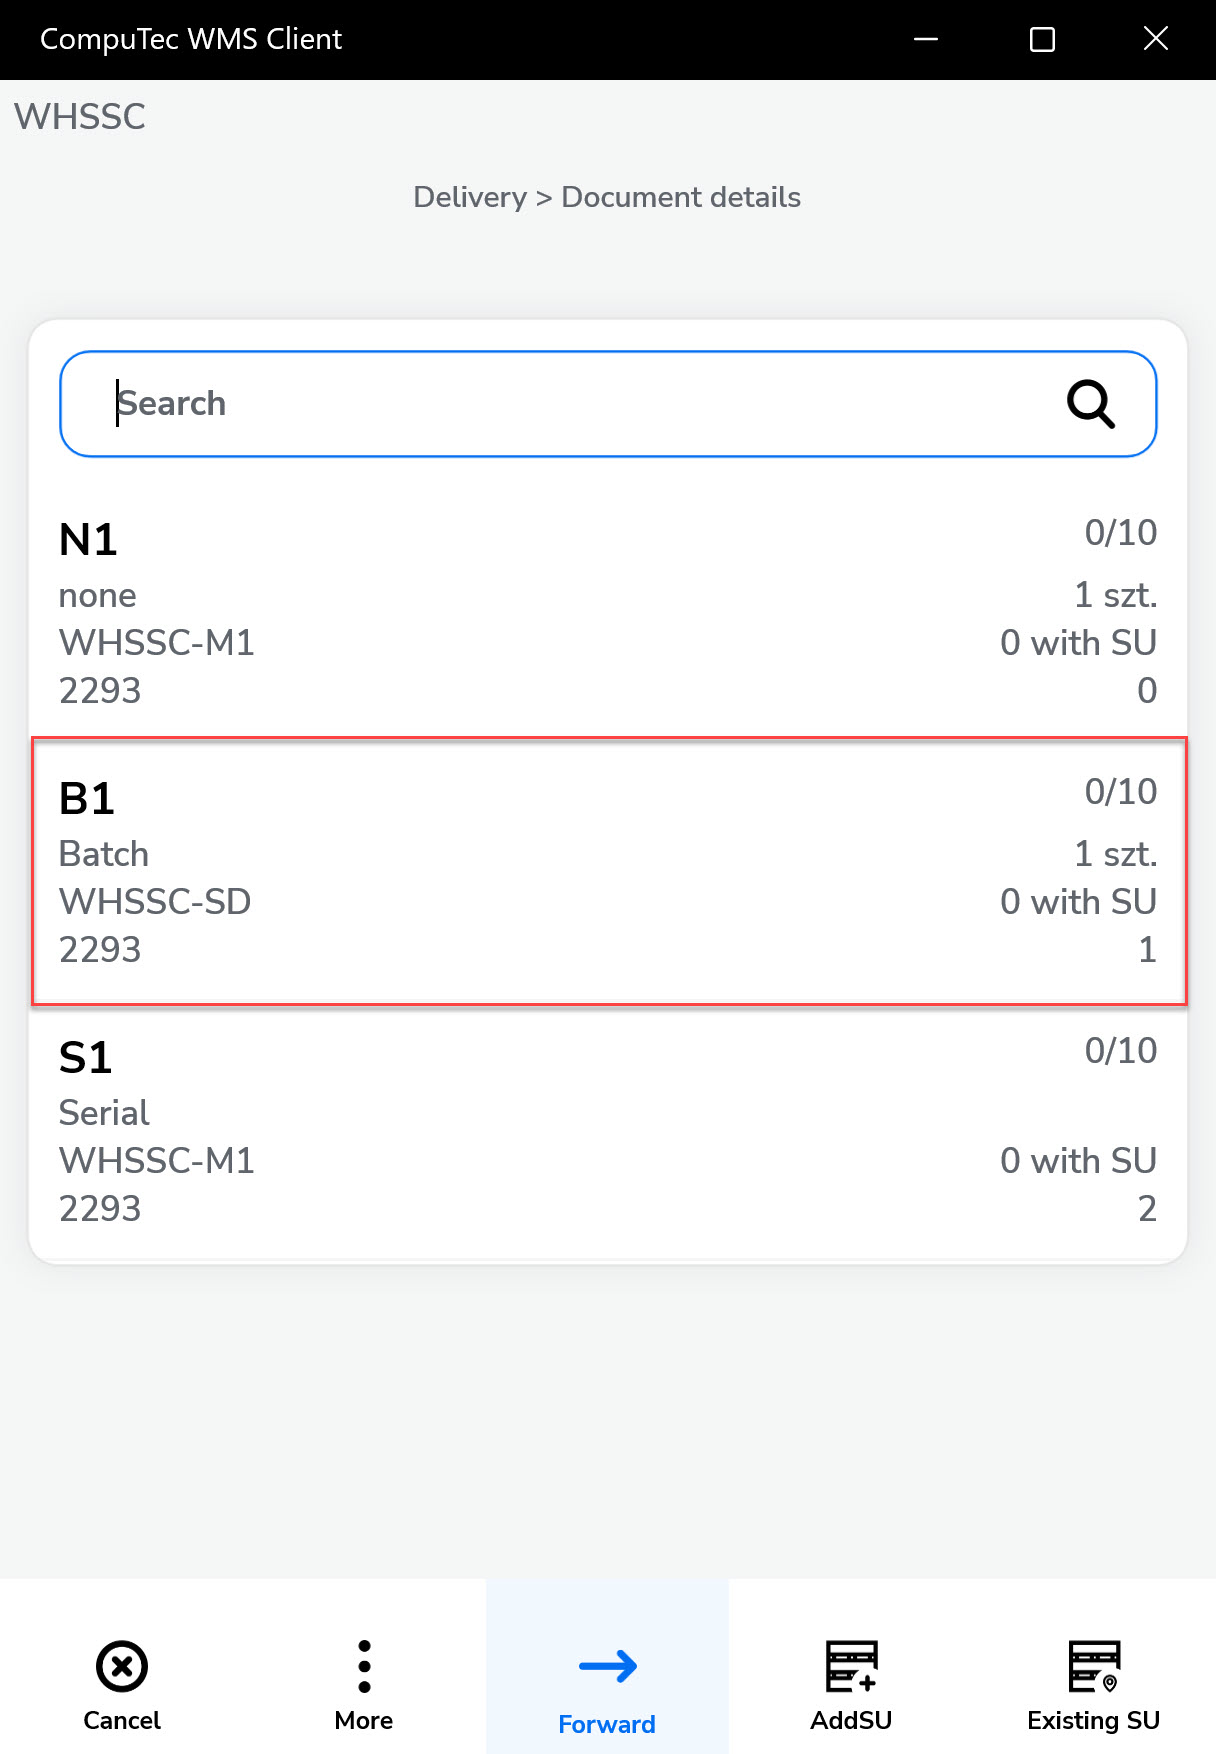 CompuTec WMS Client
WHSSC
Delivery > Document details
Search
N1 0/10
none 1 szt.
WHSSC-M1 0 with SU
2293 0
B1 0/10
Batch 1 szt.
WHSSC-SD 0 with SU
2293 1
S1 0/10
Serial
WHSSC-M1 0 with SU
2293 2
Cancel More Forward AddSU Existing SU